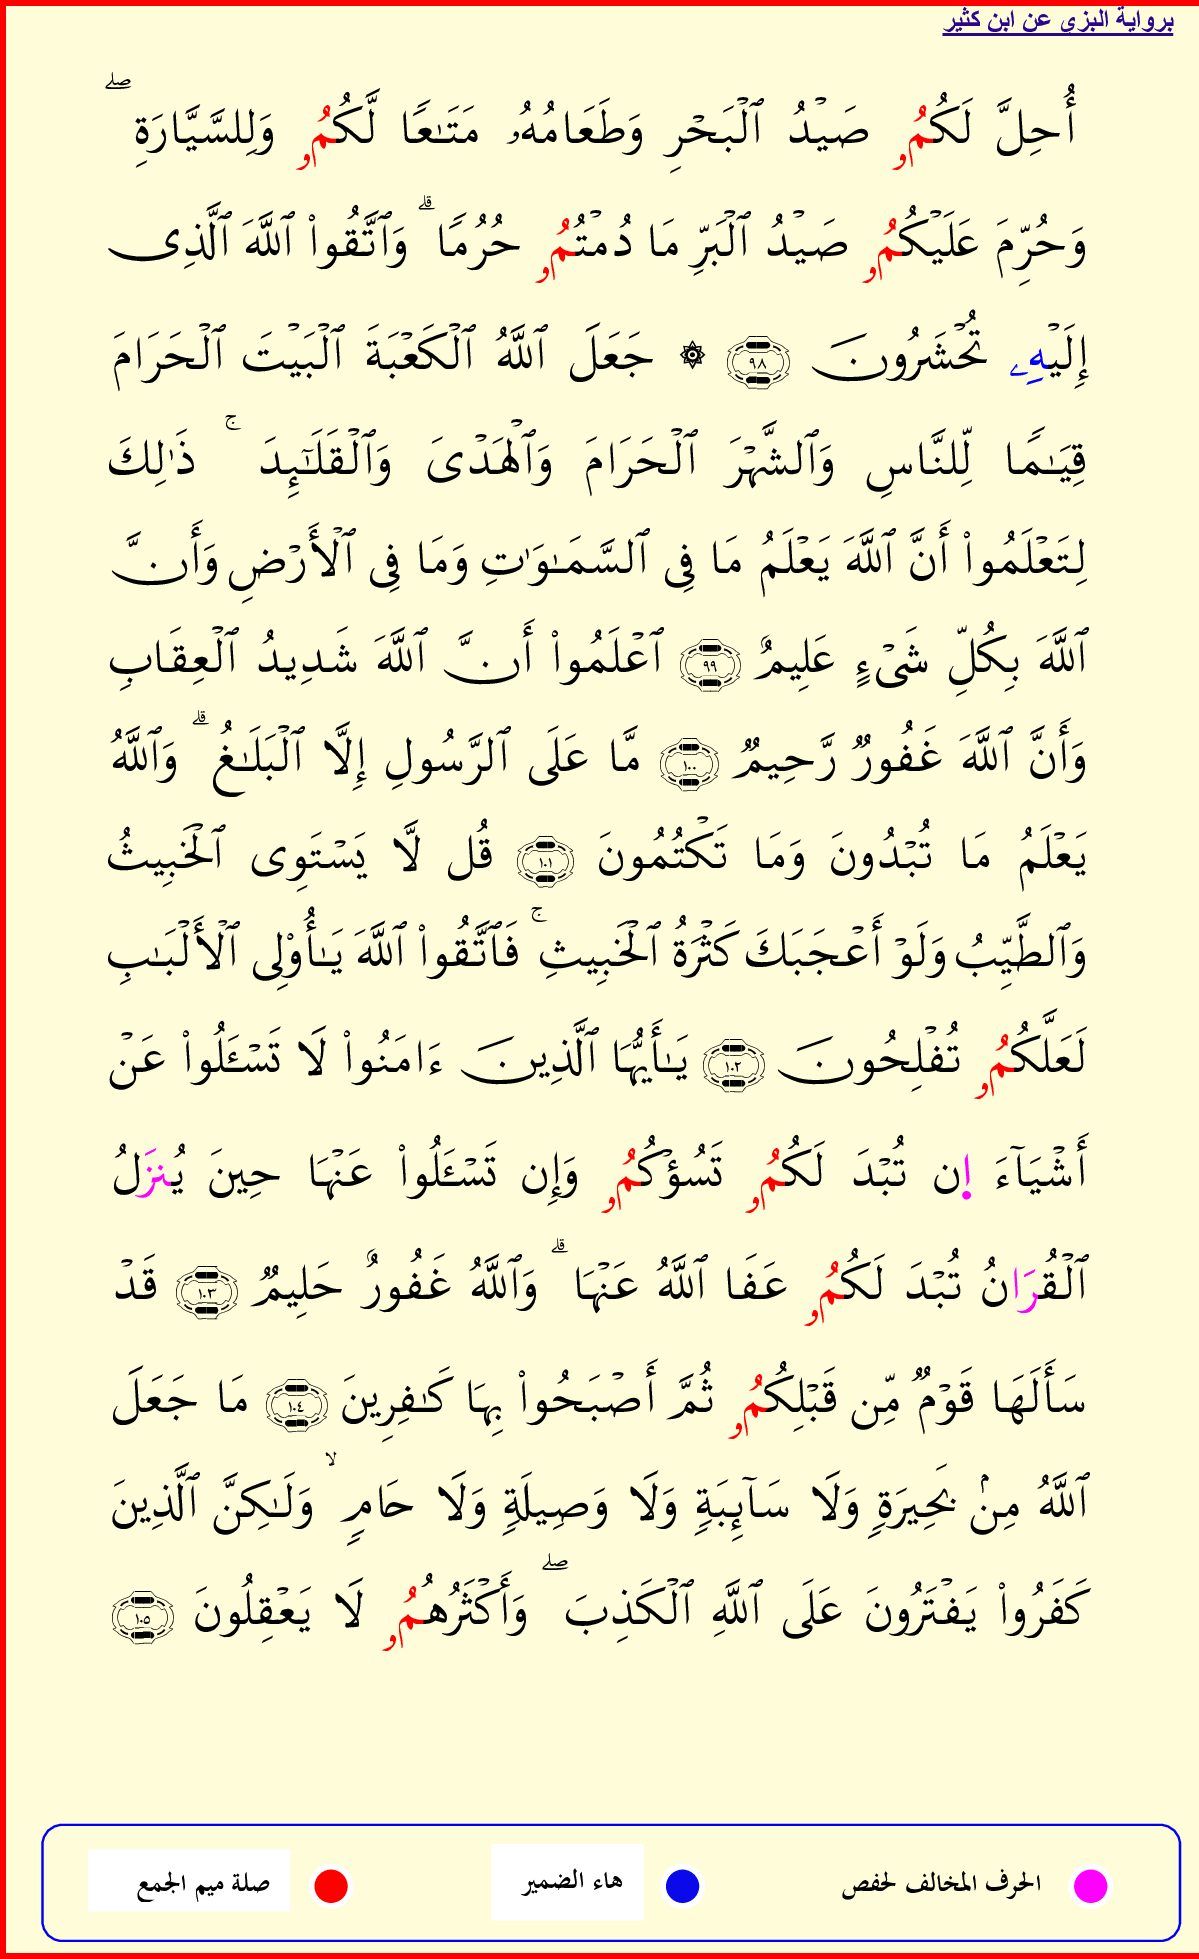 برواية البزي عن ابن كثير
أُحِلَّ لَكُمُۥ صَيۡدُ ٱلۡبَحۡرِ وَطَعَامُهُۥ مَتَٰعًا لَّكُمُۥ وَلِلسَّيَّارَةِۖ
وَحُرِّمَ عَلَيۡكُمُۥ صَيۡدُ ٱلۡبَرِّ مَا دُمۡتُمُۥ حُرُمًاۗ وَٱتَّقُواْ ٱللَّهَ ٱلَّذِى
إِلَيۡهِۦ تُحۡشَرُونَ ٩٨ ۞ جَعَلَ ٱللَّهُ ٱلۡكَعۡبَةَ ٱلۡبَيۡتَ ٱلۡحَرَامَ
قِيَٰمًا لِّلنَّاسِ وَٱلشَّهۡرَ ٱلۡحَرَامَ وَٱلۡهَدۡىَ وَٱلۡقَلَٰٓئِدَۚ ذَٰلِكَ
لِتَعۡلَمُواْ أَنَّ ٱللَّهَ يَعۡلَمُ مَا فِى ٱلسَّمَٰوَٰتِ وَمَا فِى ٱلۡأَرۡضِ وَأَنَّ
ٱللَّهَ بِكُلِّ شَىۡءٍ عَلِيمٌ ٩٩ ٱعۡلَمُواْ أَنَّ ٱللَّهَ شَدِيدُ ٱلۡعِقَابِ
وَأَنَّ ٱللَّهَ غَفُورٌ رَّحِيمٌ ١٠٠ مَّا عَلَى ٱلرَّسُولِ إِلَّا ٱلۡبَلَٰغُۗ وَٱللَّهُ
يَعۡلَمُ مَا تُبۡدُونَ وَمَا تَكۡتُمُونَ ١٠١ قُل لَّا يَسۡتَوِى ٱلۡخَبِيثُ
وَٱلطَّيِّبُ وَلَوۡ أَعۡجَبَكَ كَثۡرَةُ ٱلۡخَبِيثِۚ فَٱتَّقُواْ ٱللَّهَ يَٰأُوْلِى ٱلۡأَلۡبَٰبِ
لَعَلَّكُمُۥ تُفۡلِحُونَ ١٠٢ يَٰأَيُّهَا ٱلَّذِينَ ءَامَنُواْ لَا تَسۡـَٔلُواْ عَنۡ
أَشۡيَآءَ اِ۪ن تُبۡدَ لَكُمُۥ تَسُؤۡكُمُۥ وَإِن تَسۡـَٔلُواْ عَنۡهَا حِينَ يُنزَلُ
ٱلۡقُرَانُ تُبۡدَ لَكُمُۥ عَفَا ٱللَّهُ عَنۡهَاۗ وَٱللَّهُ غَفُورٌ حَلِيمٌ ١٠٣ قَدۡ
سَأَلَهَا قَوۡمٌ مِّن قَبۡلِكُمُۥ ثُمَّ أَصۡبَحُواْ بِهَا كَٰفِرِينَ ١٠٤ مَا جَعَلَ
ٱللَّهُ مِنۢ بَحِيرَةٍ وَلَا سَآئِبَةٍ وَلَا وَصِيلَةٍ وَلَا حَامٍۙ وَلَٰكِنَّ ٱلَّذِينَ
كَفَرُواْ يَفۡتَرُونَ عَلَى ٱللَّهِ ٱلۡكَذِبَۖ وَأَكۡثَرُهُمُۥ لَا يَعۡقِلُونَ ١٠٥
الحرف المخالف لحفص هاء الضمير صلة ميم الجمع